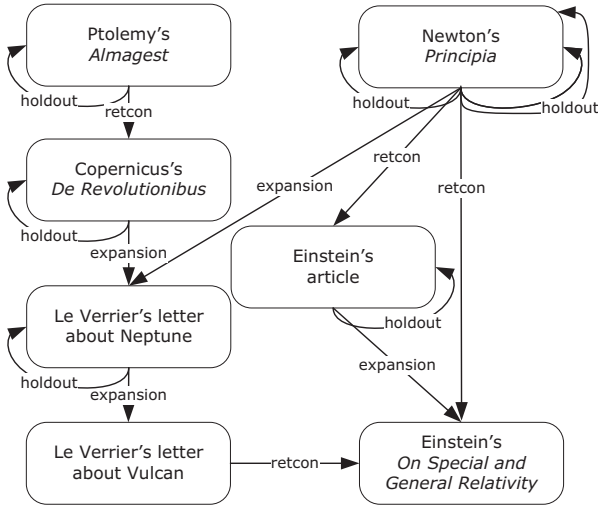 Ptolemy's
Almagest
Newton's
Principia
holdout
holdout
holdout
retcon
Copernicus's
De Revolutionibus
retcon
expansion
retcon
holdout
expansion
Einstein's
article
Le Verrier's letter
about Neptune
holdout
expansion
holdout
expansion
Le Verrier's letter
about Vulcan
retcon
Einstein's
On Special and
General Relativity